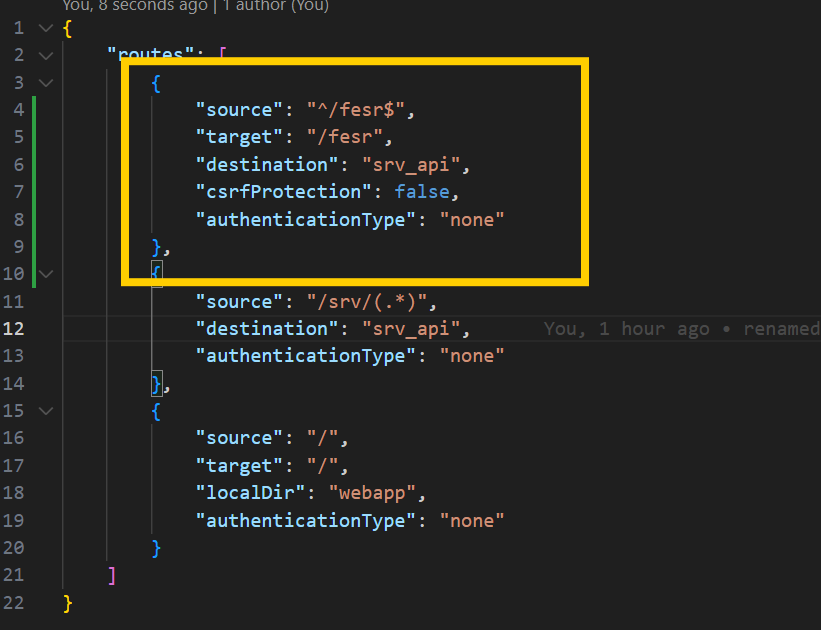 You, 8 seconds ago | 1 author (You)
1 {
2 "routes": [
3 {
4 "source": "^/fesr$",
5 "target": "/fesr",
6 "destination": "srv_api",
7 "csrfProtection": false,
8 "authenticationType": "none"
9 },
10 {
11 "source": "/srv/(.*)",
12 "destination": "srv_api", You, 1 hour ago • renamed
13 "authenticationType": "none"
14 },
15 {
16 "source": "/",
17 "target": "/",
18 "localDir": "webapp",
19 "authenticationType": "none"
20 }
21 ]
22 }